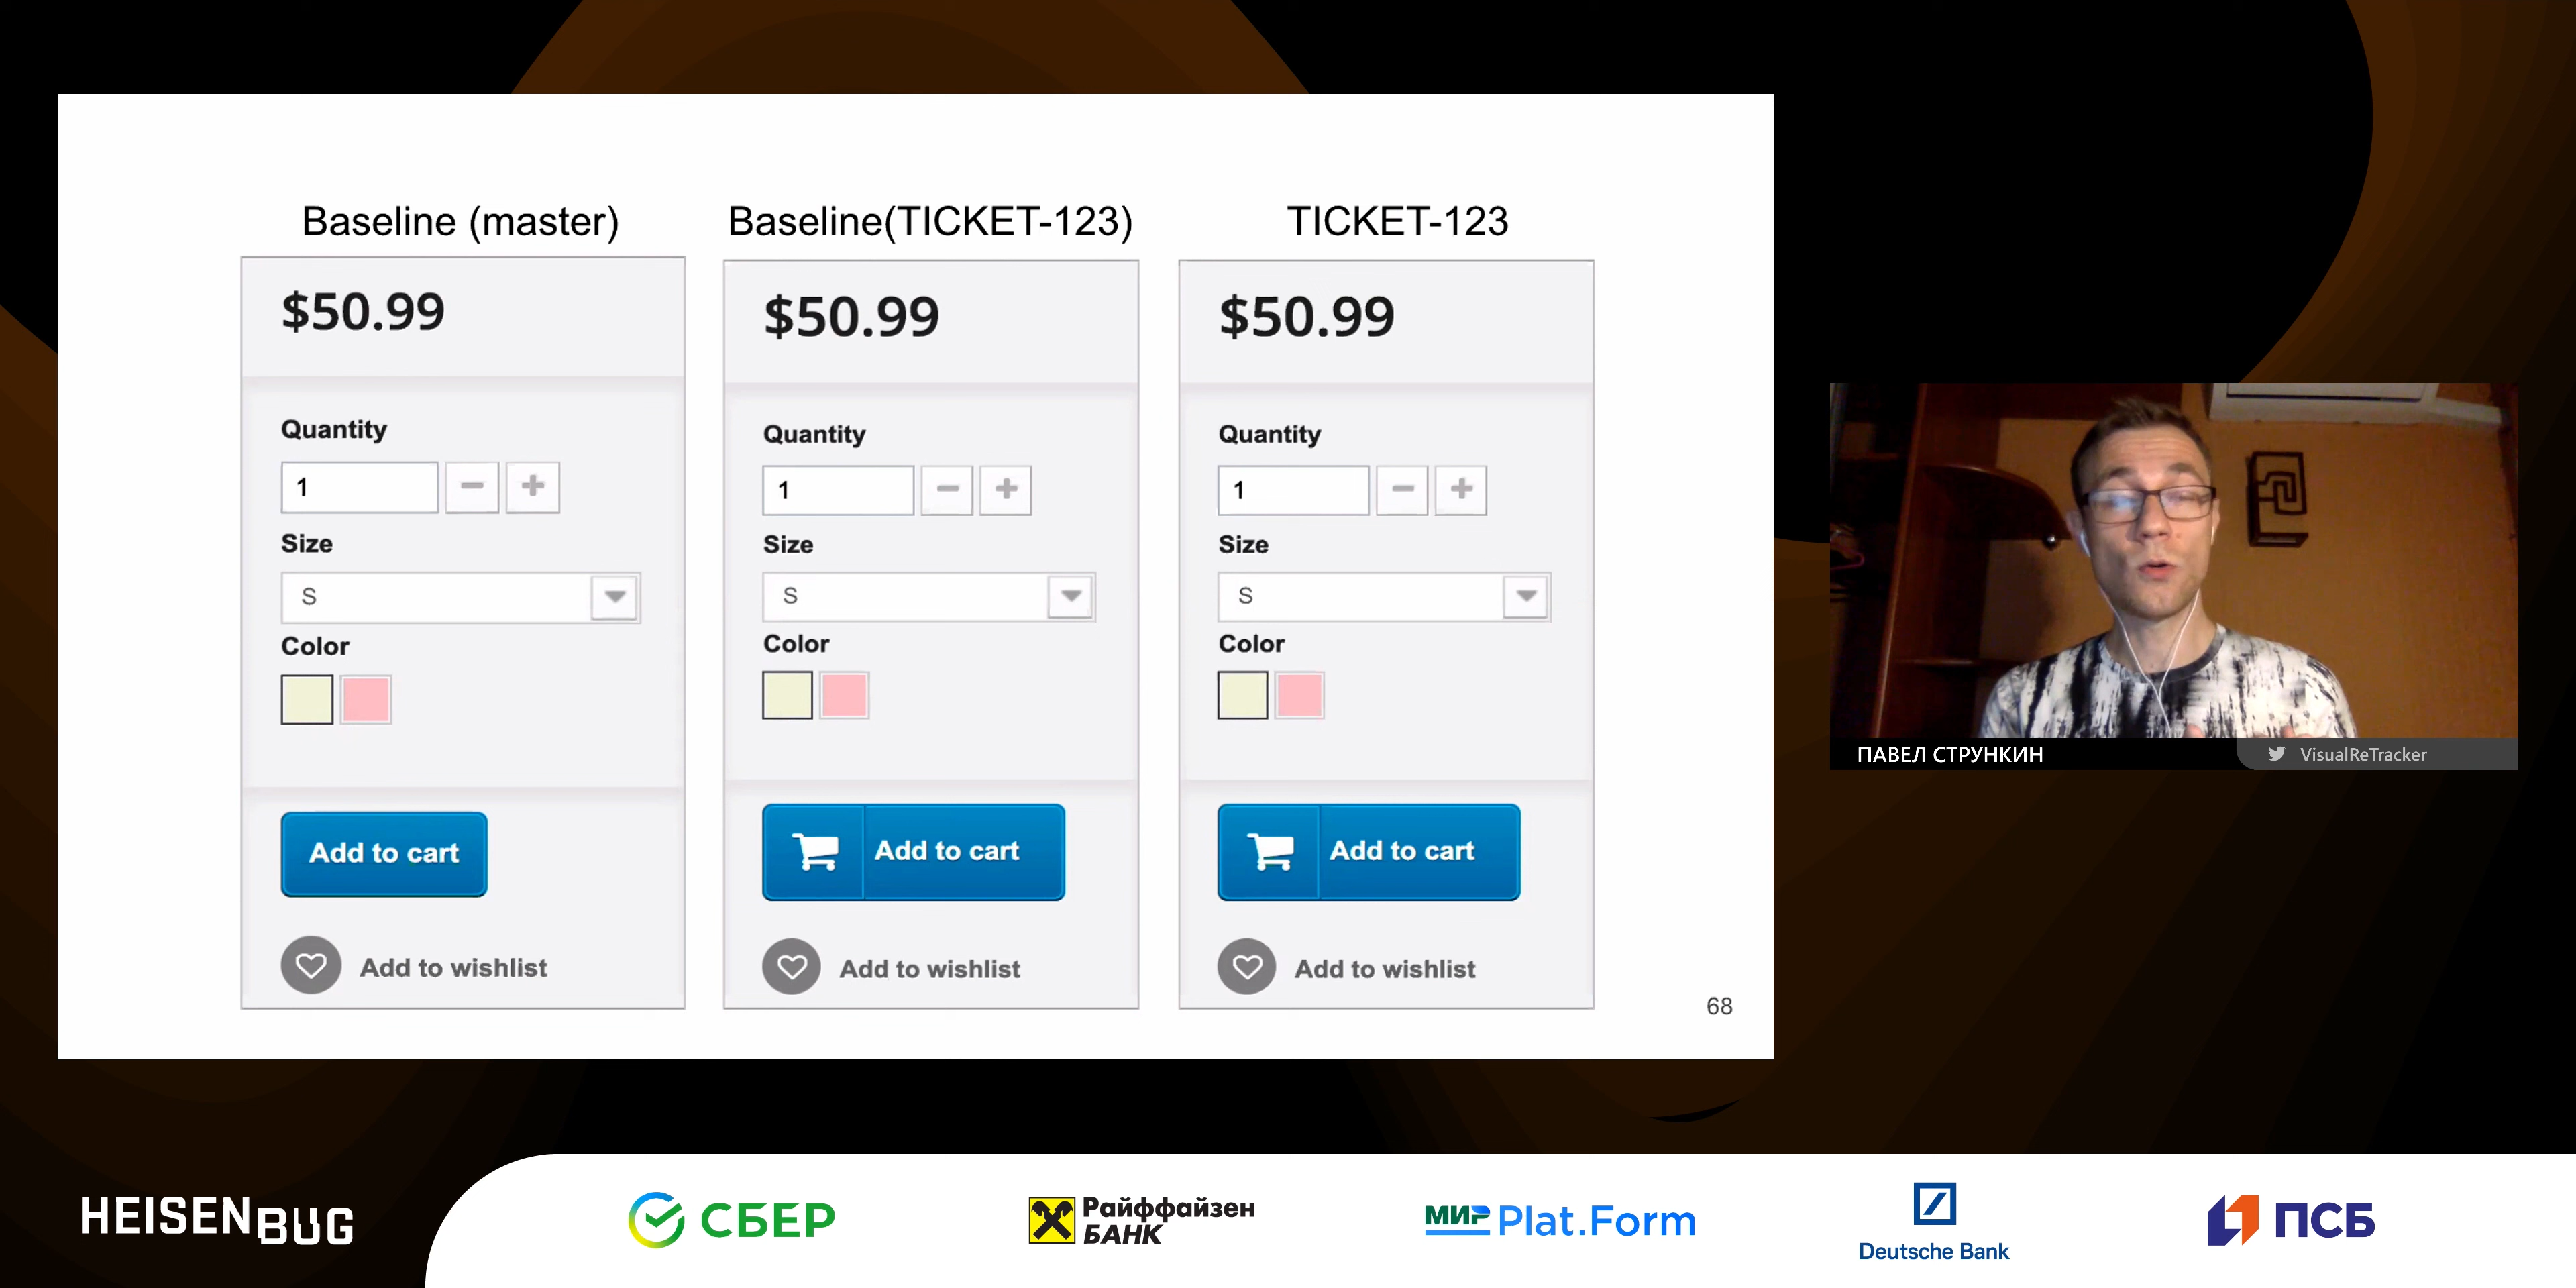 Baseline (master)
$50.99
Quantity
1
Size
S
Color
Add to cart
Add to wishlist
Baseline(TICKET-123)
$50.99
Quantity
1
Size
S
Color
Add to cart
Add to wishlist
TICKET-123
$50.99
Quantity
1
Size
S
Color
Add to cart
Add to wishlist
68
ПАВЕЛ СТРУНКИН
VisualReTracker
HEISENBUG
СБЕР
Райффайзен
БАНК
МИР Plat.Form
Deutsche Bank
ПСБ